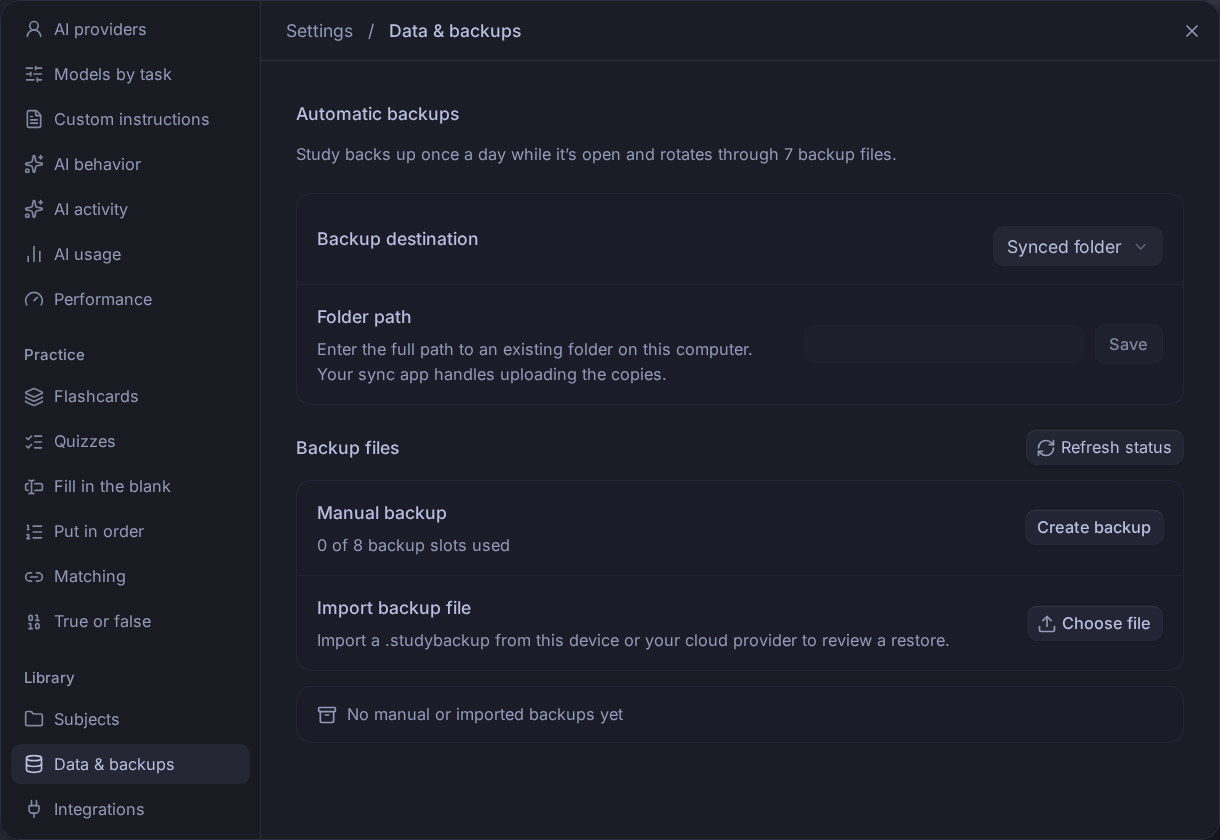 AI providers
Models by task
Custom instructions
AI behavior
AI activity
AI usage
Performance
Practice
Flashcards
Quizzes
Fill in the blank
Put in order
Matching
True or false
Library
Subjects
Data & backups
Integrations
Settings / Data & backups
Automatic backups
Study backs up once a day while it’s open and rotates through 7 backup files.
Backup destination
Synced folder
Folder path
Enter the full path to an existing folder on this computer.
Your sync app handles uploading the copies.
Save
Backup files
Refresh status
Manual backup
0 of 8 backup slots used
Create backup
Import backup file
Import a .studybackup from this device or your cloud provider to review a restore.
Choose file
No manual or imported backups yet